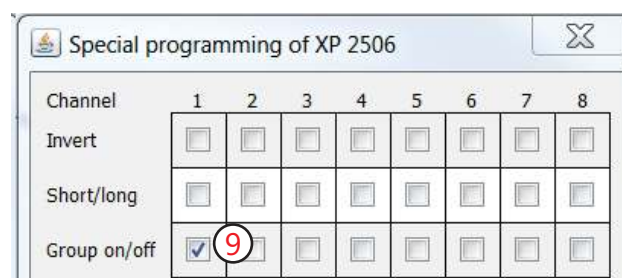 Special programming of XP 2506
Channel 1 2 3 4 5 6 7 8
Invert
Short/long
Group on/off 9